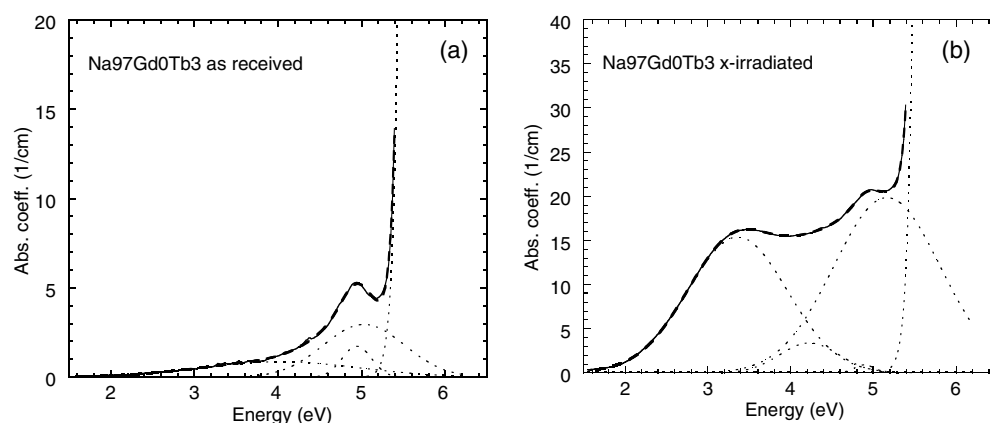 (a)
Na97Gd0Tb3 as received
Abs. coeff. (1/cm)
20
15
10
5
0
2 3 4 5 6
Energy (eV)
(b)
Na97Gd0Tb3 x-irradiated
Abs. coeff. (1/cm)
40
35
30
25
20
15
10
5
0
2 3 4 5 6
Energy (eV)